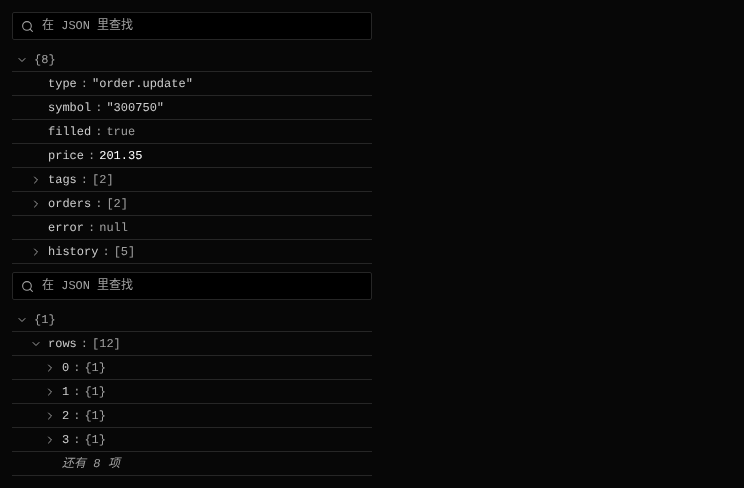 在 JSON 里查找
{8}
type : "order.update"
symbol : "300750"
filled : true
price : 201.35
tags : [2]
orders : [2]
error : null
history : [5]
在 JSON 里查找
{1}
rows : [12]
0 : {1}
1 : {1}
2 : {1}
3 : {1}
还有 8 项